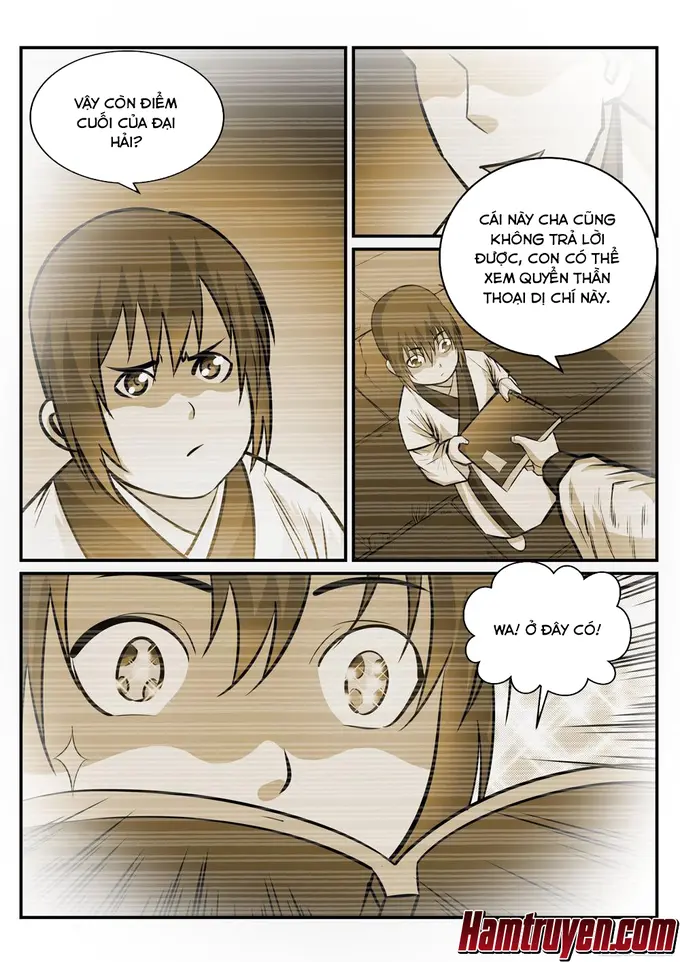 VẬY CÒN ĐIỂM
CUỐI CỦA ĐẠI
HẢI?
CÁI NÀY CHA CŨNG
KHÔNG TRẢ LỜI
ĐƯỢC, CON CÓ THỂ
XEM QUYỂN THẦN
THOẠI DỊ CHÍ NÀY.
WA! Ở ĐÂY CÓ!
Hamtruyen.com